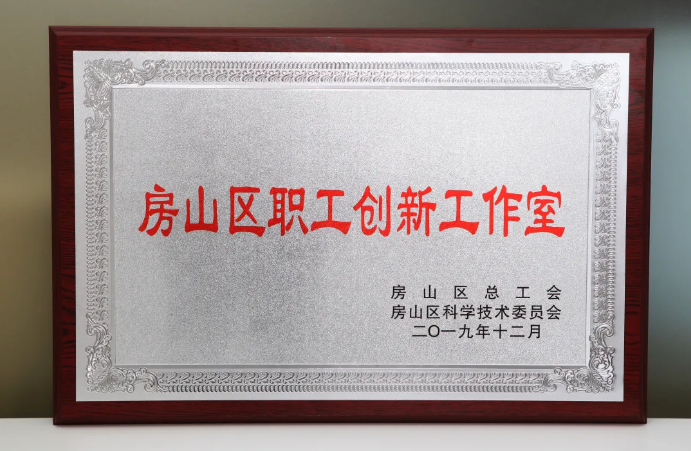 房山区职工创新工作室
房山区总工会
房山区科学技术委员会
二〇一九年十二月